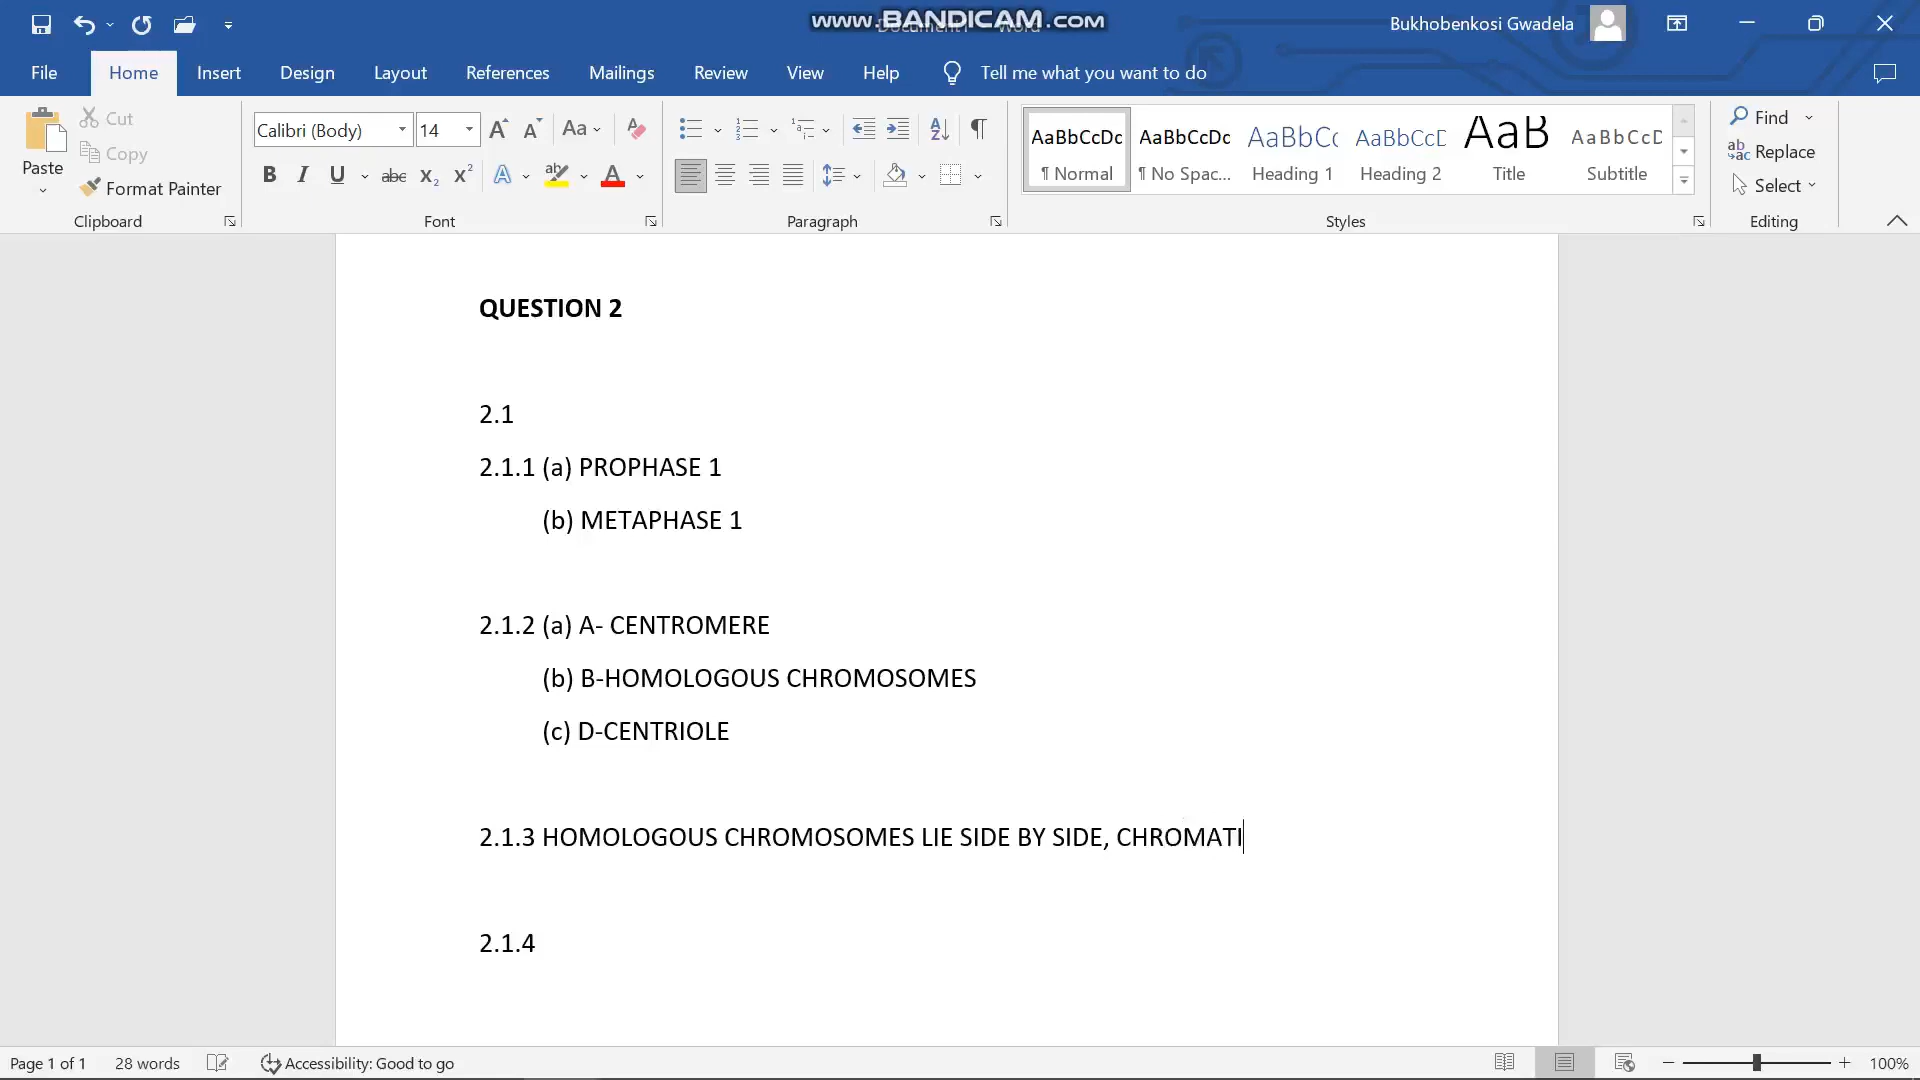 www.BANDICAM.com
Bukhobenkosi Gwadela
File Home Insert Design Layout References Mailings Review View Help Tell me what you want to do
Paste
Cut
Copy
Format Painter
Clipboard
Calibri (Body) 14
Font
Paragraph
AaBbCcDc AaBbCcDc AaBbC AaBbCcD AaB AaBbCcD
¶ Normal ¶ No Spac... Heading 1 Heading 2 Title Subtitle
Styles
Find
Replace
Select
Editing
QUESTION 2
2.1
2.1.1 (a) PROPHASE 1
(b) METAPHASE 1
2.1.2 (a) A- CENTROMERE
(b) B-HOMOLOGOUS CHROMOSOMES
(c) D-CENTRIOLE
2.1.3 HOMOLOGOUS CHROMOSOMES LIE SIDE BY SIDE, CHROMATI
2.1.4
Page 1 of 1 28 words Accessibility: Good to go 100%